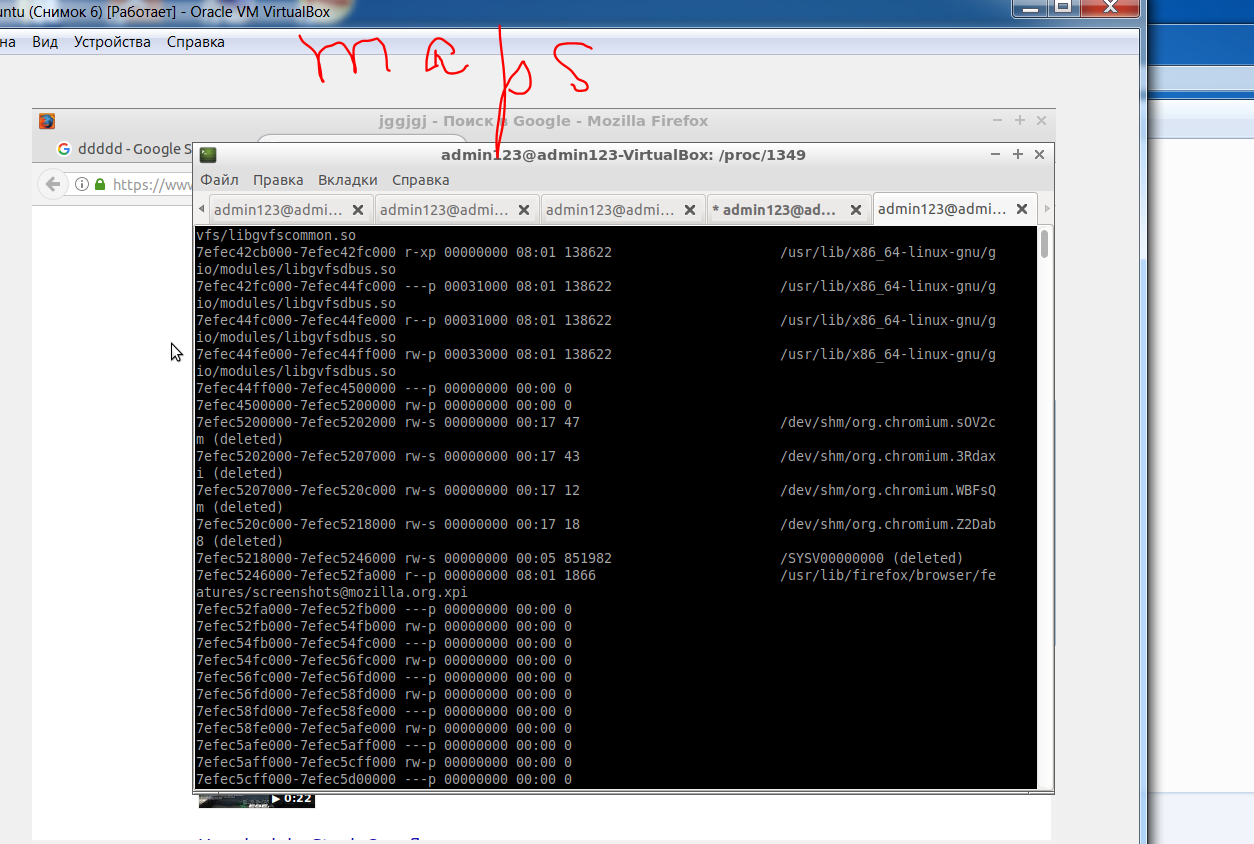 untu (Снимок 6) [Работает] - Oracle VM VirtualBox
на Вид Устройства Справка
maps
jggjgj - Поиск в Google - Mozilla Firefox
ddddd - Google S
admin123@admin123-VirtualBox: /proc/1349
https://www
Файл Правка Вкладки Справка
admin123@admi... admin123@admi... admin123@admi... * admin123@ad... admin123@admi...
vfs/libgvfscommon.so
7efec42cb000-7efec42fc000 r-xp 00000000 08:01 138622 /usr/lib/x86_64-linux-gnu/g
io/modules/libgvfsdbus.so
7efec42fc000-7efec44fc000 ---p 00031000 08:01 138622 /usr/lib/x86_64-linux-gnu/g
io/modules/libgvfsdbus.so
7efec44fc000-7efec44fe000 r--p 00031000 08:01 138622 /usr/lib/x86_64-linux-gnu/g
io/modules/libgvfsdbus.so
7efec44fe000-7efec44ff000 rw-p 00033000 08:01 138622 /usr/lib/x86_64-linux-gnu/g
io/modules/libgvfsdbus.so
7efec44ff000-7efec4500000 ---p 00000000 00:00 0
7efec4500000-7efec5200000 rw-p 00000000 00:00 0
7efec5200000-7efec5202000 rw-s 00000000 00:17 47 /dev/shm/org.chromium.sOV2c
m (deleted)
7efec5202000-7efec5207000 rw-s 00000000 00:17 43 /dev/shm/org.chromium.3Rdax
i (deleted)
7efec5207000-7efec520c000 rw-s 00000000 00:17 12 /dev/shm/org.chromium.WBFsQ
m (deleted)
7efec520c000-7efec5218000 rw-s 00000000 00:17 18 /dev/shm/org.chromium.Z2Dab
8 (deleted)
7efec5218000-7efec5246000 rw-s 00000000 00:05 851982 /SYSV00000000 (deleted)
7efec5246000-7efec52fa000 r--p 00000000 08:01 1866 /usr/lib/firefox/browser/fe
atures/screenshots@mozilla.org.xpi
7efec52fa000-7efec52fb000 ---p 00000000 00:00 0
7efec52fb000-7efec54fb000 rw-p 00000000 00:00 0
7efec54fb000-7efec54fc000 ---p 00000000 00:00 0
7efec54fc000-7efec56fc000 rw-p 00000000 00:00 0
7efec56fc000-7efec56fd000 ---p 00000000 00:00 0
7efec56fd000-7efec58fd000 rw-p 00000000 00:00 0
7efec58fd000-7efec58fe000 ---p 00000000 00:00 0
7efec58fe000-7efec5afe000 rw-p 00000000 00:00 0
7efec5afe000-7efec5aff000 ---p 00000000 00:00 0
7efec5aff000-7efec5cff000 rw-p 00000000 00:00 0
7efec5cff000-7efec5d00000 ---p 00000000 00:00 0
0:22